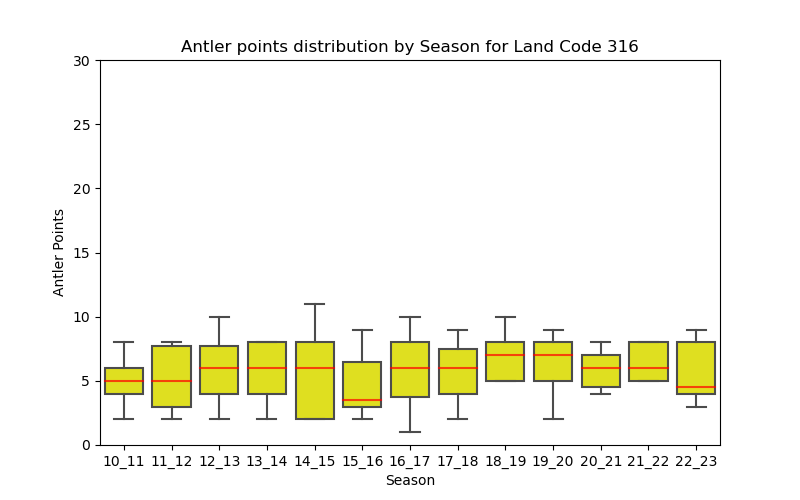 Antler points distribution by Season for Land Code 316
30
25
20
15
10
5
0
Antler Points
10_11 11_12 12_13 13_14 14_15 15_16 16_17 17_18 18_19 19_20 20_21 21_22 22_23
Season